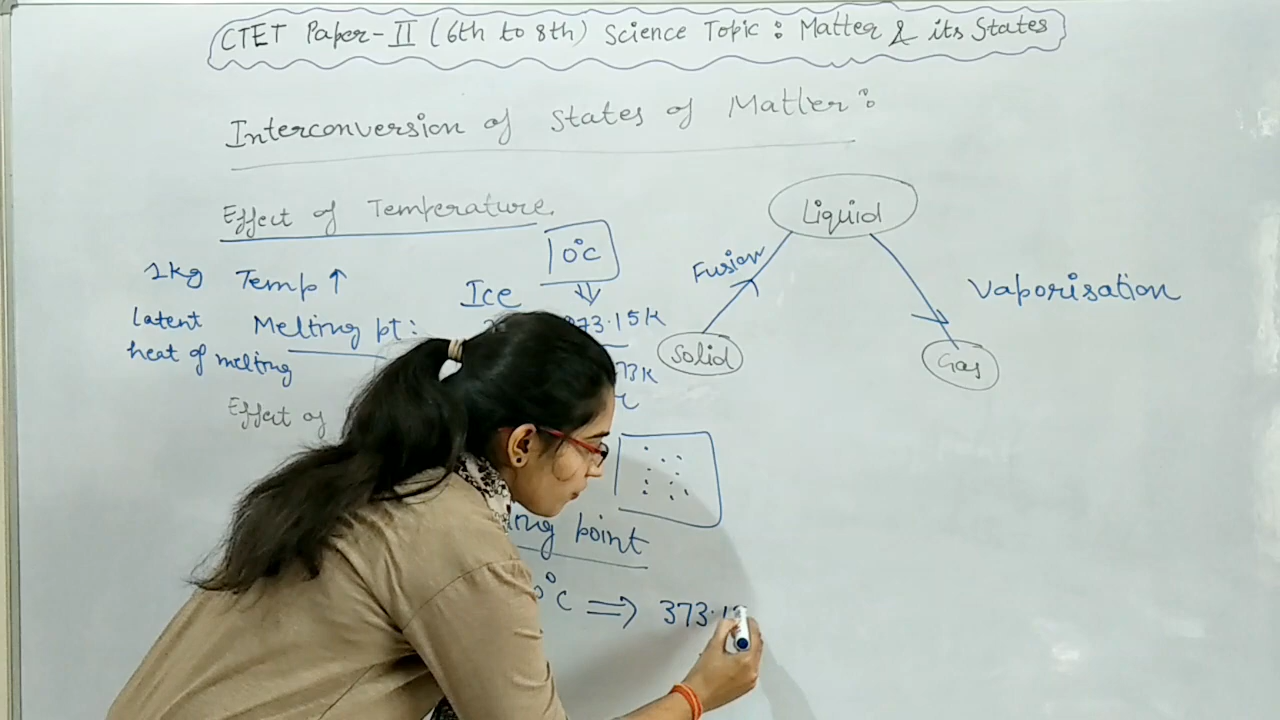 CTET Paper-II (6th to 8th) Science Topic : Matter & its States
Interconversion of States of Matter :
Effect of Temperature
1kg Temp ↑
Ice
0°C
latent
heat of melting
Melting pt:
273.15K
73K
Effect of
point
°C ⇒ 373.1
Liquid
Fusion
Solid
Vaporisation
Gas